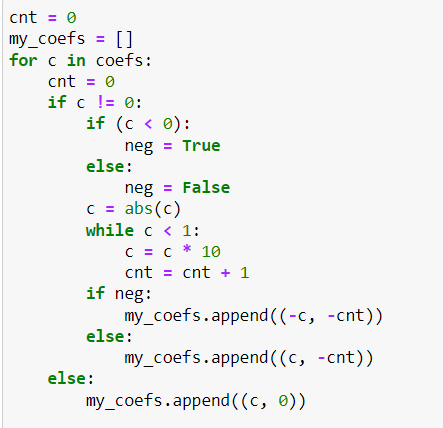 cnt = 0
my_coefs = []
for c in coefs:
    cnt = 0
    if c != 0:
        if (c < 0):
            neg = True
        else:
            neg = False
        c = abs(c)
        while c < 1:
            c = c * 10
            cnt = cnt + 1
        if neg:
            my_coefs.append((-c, -cnt))
        else:
            my_coefs.append((c, -cnt))
    else:
        my_coefs.append((c, 0))